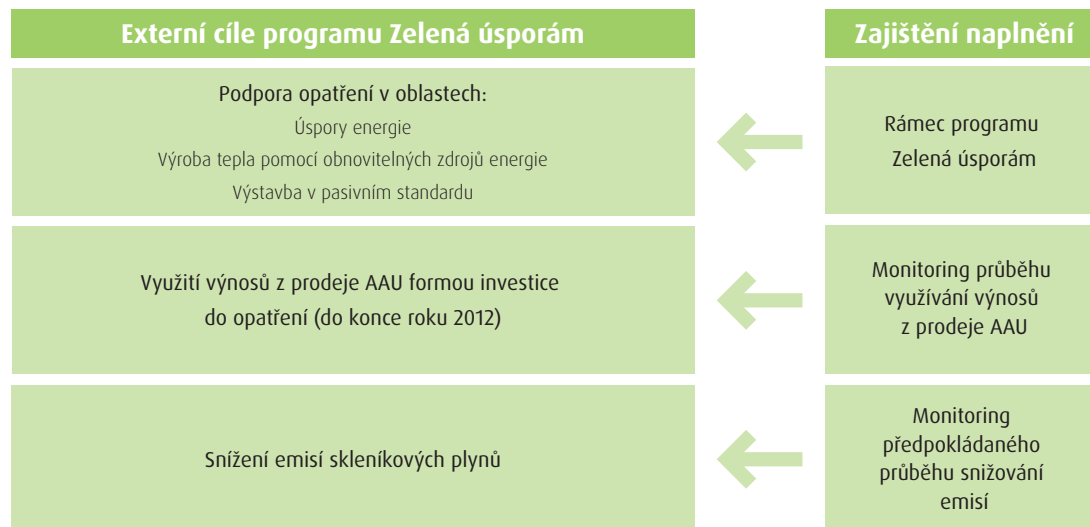 Externí cíle programu Zelená úsporám
Zajištění naplnění
Podpora opatření v oblastech:
Úspory energie
Výroba tepla pomocí obnovitelných zdrojů energie
Výstavba v pasivním standardu
Rámec programu
Zelená úsporám
Využití výnosů z prodeje AAU formou investice
do opatření (do konce roku 2012)
Monitoring průběhu
využívání výnosů
z prodeje AAU
Snížení emisí skleníkových plynů
Monitoring
předpokládaného
průběhu snižování
emisí